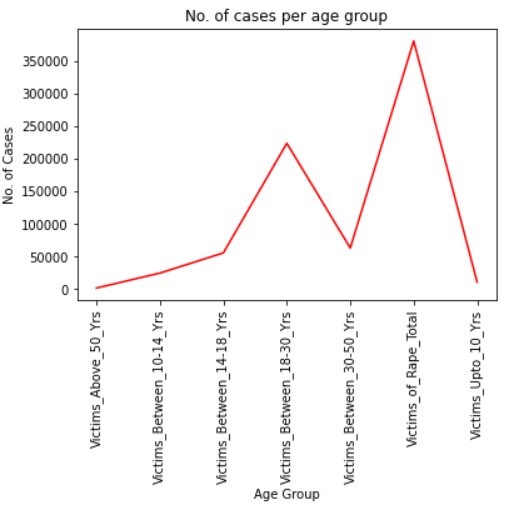 No. of cases per age group
No. of Cases
350000
300000
250000
200000
150000
100000
50000
0
Victims_Above_50_Yrs
Victims_Between_10-14_Yrs
Victims_Between_14-18_Yrs
Victims_Between_18-30_Yrs
Victims_Between_30-50_Yrs
Victims_of_Rape_Total
Victims_Upto_10_Yrs
Age Group